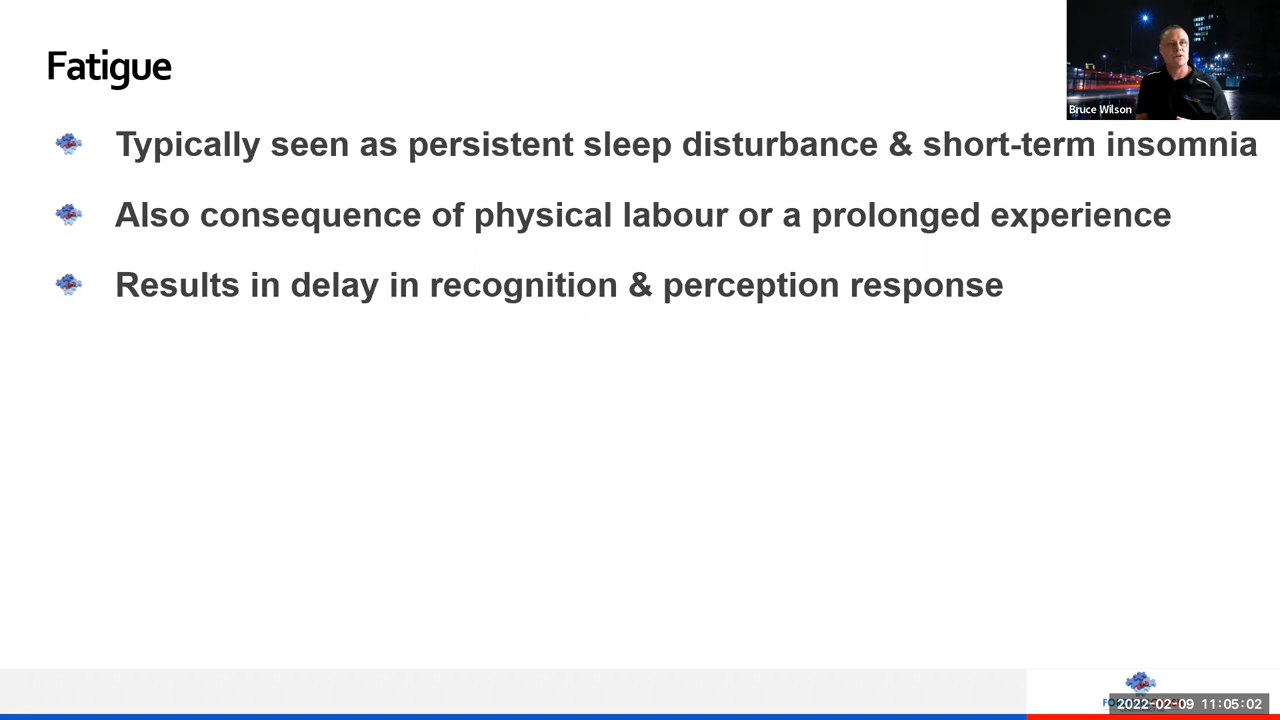 Fatigue
Bruce Wilson
Typically seen as persistent sleep disturbance & short-term insomnia
Also consequence of physical labour or a prolonged experience
Results in delay in recognition & perception response
2022-02-09 11:05:02